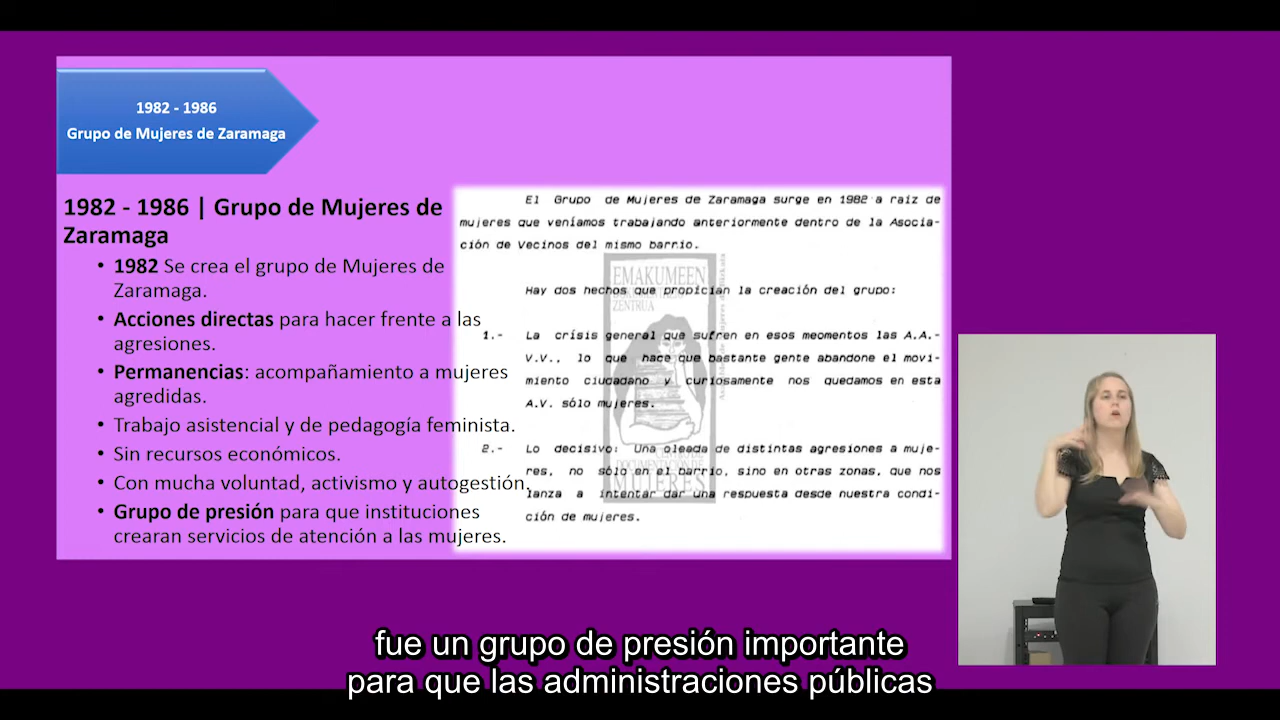 1982 - 1986
Grupo de Mujeres de Zaramaga
1982 - 1986 | Grupo de Mujeres de
Zaramaga
• 1982 Se crea el grupo de Mujeres de
Zaramaga.
• Acciones directas para hacer frente a las
agresiones.
• Permanencias: acompañamiento a mujeres
agredidas.
• Trabajo asistencial y de pedagogía feminista.
• Sin recursos económicos.
• Con mucha voluntad, activismo y autogestión.
• Grupo de presión para que instituciones
crearan servicios de atención a las mujeres.
El Grupo de Mujeres de Zaramaga surge en 1982 a raíz de
mujeres que veníamos trabajando anteriormente dentro de la Asocia-
ción de Vecinos del mismo barrio.
Hay dos hechos que propician la creación del grupo:
1.- La crísis general que sufren en esos meomentos las A.A.-
V.V., lo que hace que bastante gente abandone el movi-
miento ciudadano y curiosamente nos quedamos en esta
A.V. sólo mujeres.
2.- Lo decisivo: Una oleada de distintas agresiones a muje-
res, no sólo en el barrio, sino en otras zonas, que nos
lanza a intentar dar una respuesta desde nuestra condi-
ción de mujeres.
EMAKUMEEN
ZENTRUA
CENTRO DE
DOCUMENTACIÓN DE
MUJERES
fue un grupo de presión importante
para que las administraciones públicas